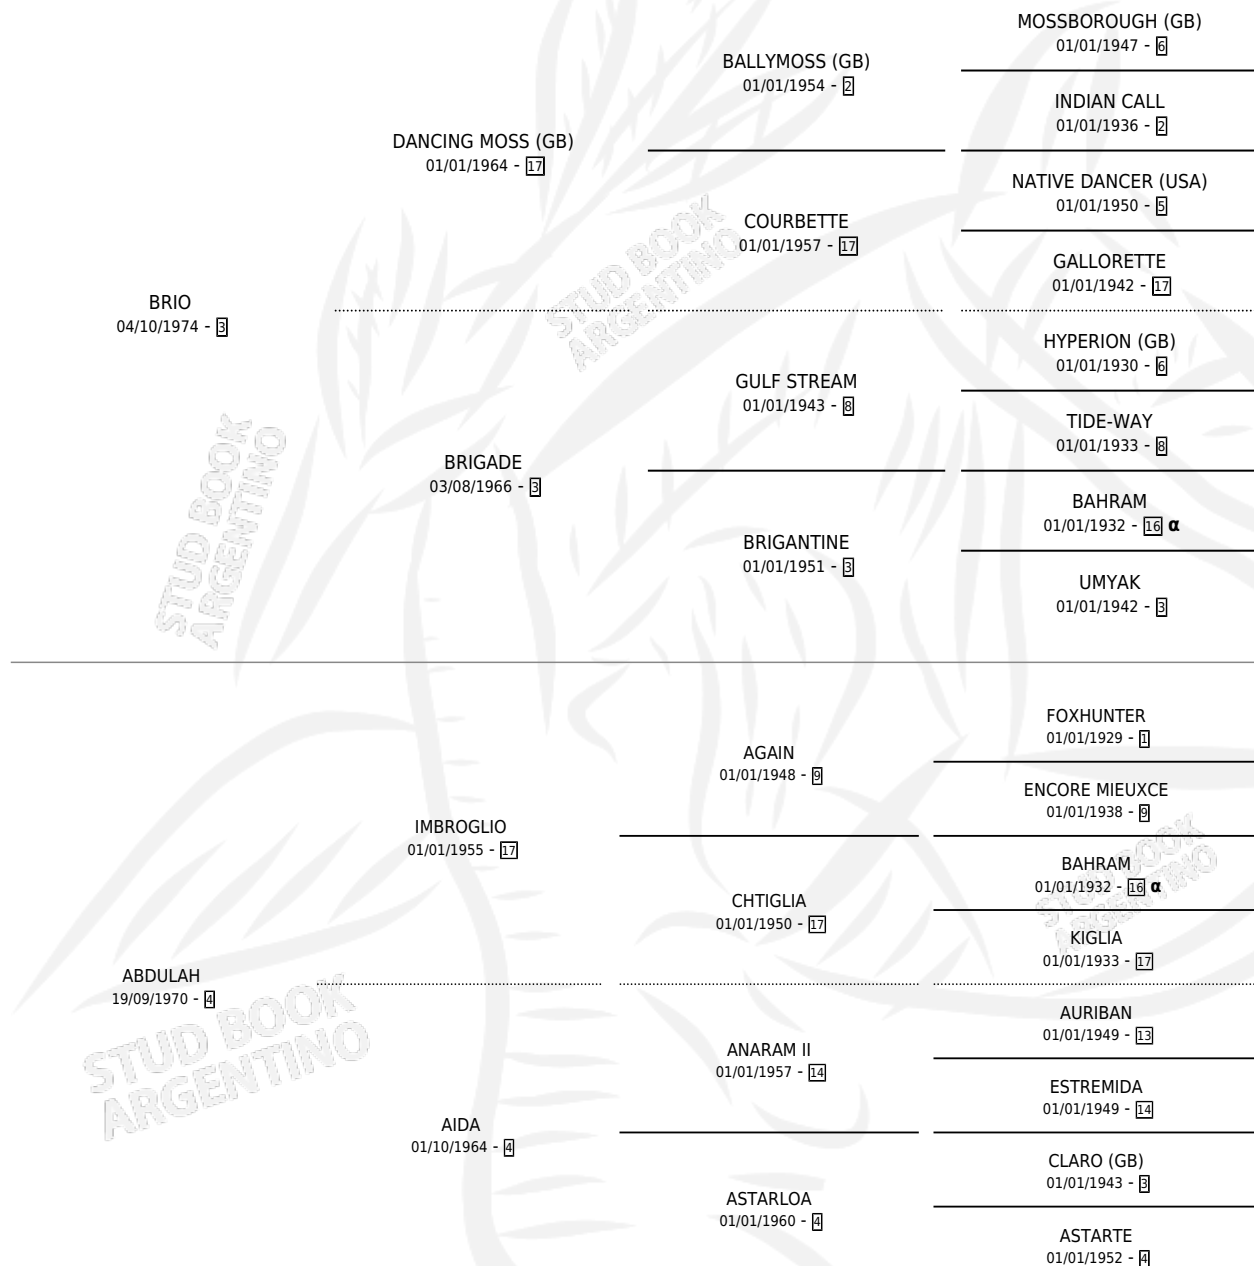 MOSSBOROUGH (GB)
01/01/1947 - 6
BALLYMOSS (GB)
01/01/1954 - 2
INDIAN CALL
01/01/1936 - 2
DANCING MOSS (GB)
01/01/1964 - 17
NATIVE DANCER (USA)
01/01/1950 - 5
COURBETTE
01/01/1957 - 17
GALLORETTE
01/01/1942 - 17
BRIO
04/10/1974 - 3
HYPERION (GB)
01/01/1930 - 6
GULF STREAM
01/01/1943 - 8
TIDE-WAY
01/01/1933 - 8
BRIGADE
03/08/1966 - 3
BAHRAM
01/01/1932 - 16 α
BRIGANTINE
01/01/1951 - 3
UMYAK
01/01/1942 - 3
FOXHUNTER
01/01/1929 - 1
AGAIN
01/01/1948 - 9
ENCORE MIEUXCE
01/01/1938 - 9
IMBROGLIO
01/01/1955 - 17
BAHRAM
01/01/1932 - 16 α
CHTIGLIA
01/01/1950 - 17
KIGLIA
01/01/1933 - 17
ABDULAH
19/09/1970 - 4
AURIBAN
01/01/1949 - 13
ANARAM II
01/01/1957 - 14
ESTREMIDA
01/01/1949 - 14
AIDA
01/10/1964 - 4
CLARO (GB)
01/01/1943 - 3
ASTARLOA
01/01/1960 - 4
ASTARTE
01/01/1952 - 4
STUD BOOK
ARGENTINO
STUD BOOK
ARGENTINO
STUD BOOK
ARGENTINO
STUD BOOK
ARGENTINO